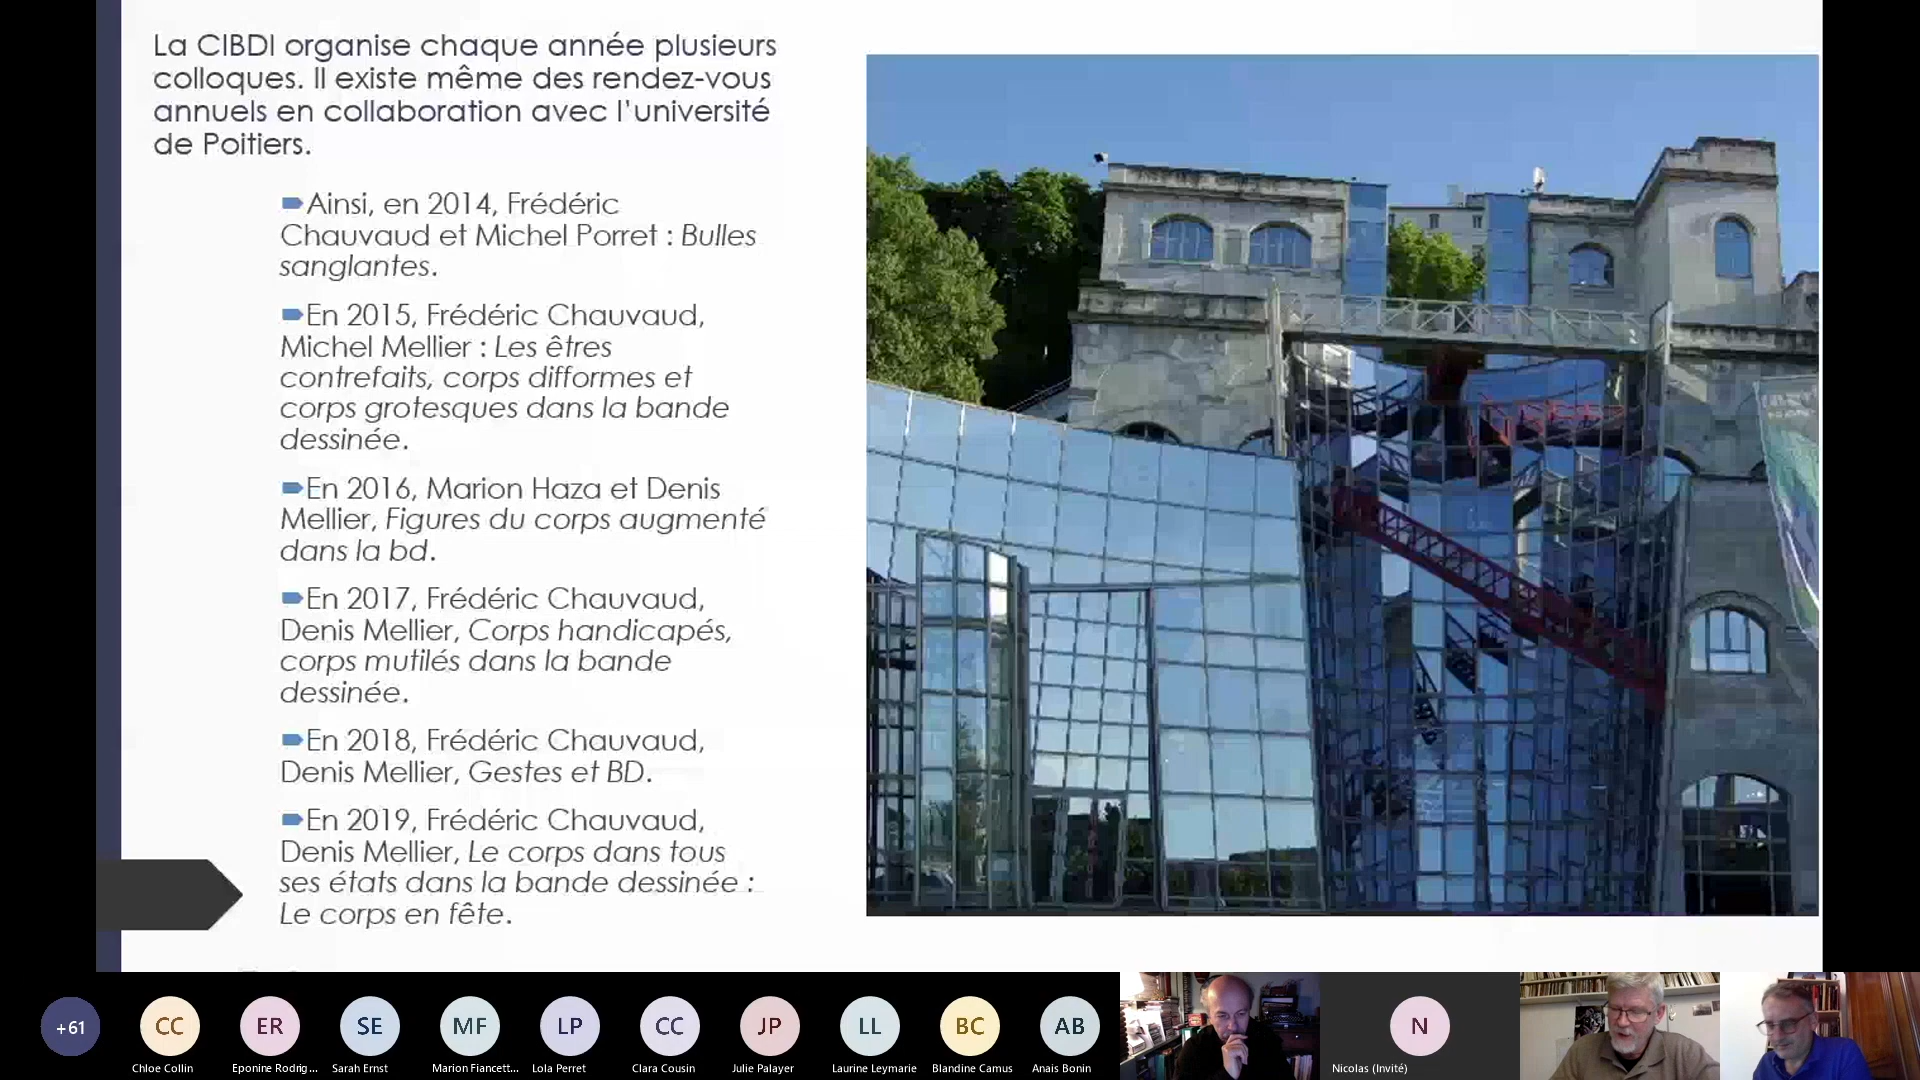 La CIBDI organise chaque année plusieurs
colloques. Il existe même des rendez-vous
annuels en collaboration avec l'université
de Poitiers.
Ainsi, en 2014, Frédéric
Chauvaud et Michel Porret : Bulles
sanglantes.
En 2015, Frédéric Chauvaud,
Michel Mellier : Les êtres
contrefaits, corps difformes et
corps grotesques dans la bande
dessinée.
En 2016, Marion Haza et Denis
Mellier, Figures du corps augmenté
dans la bd.
En 2017, Frédéric Chauvaud,
Denis Mellier, Corps handicapés,
corps mutilés dans la bande
dessinée.
En 2018, Frédéric Chauvaud,
Denis Mellier, Gestes et BD.
En 2019, Frédéric Chauvaud,
Denis Mellier, Le corps dans tous
ses états dans la bande dessinée :
Le corps en fête.
+61 CC ER SE MF LP CC JP LL BC AB N
Chloe Collin Eponine Rodrig... Sarah Ernst Marion Fiancett... Lola Perret Clara Cousin Julie Palayer Laurine Leymarie Blandine Camus Anais Bonin Nicolas (Invité)